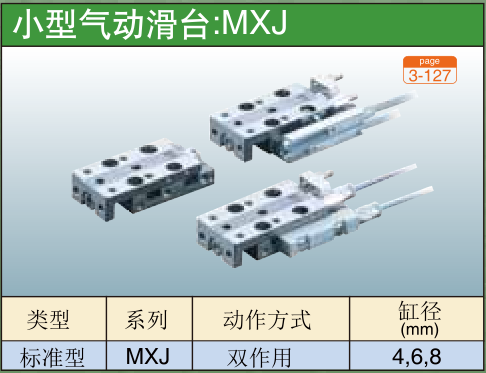 小型气动滑台:MXJ
page
3-127
类型 系列 动作方式 缸径
(mm)
标准型 MXJ 双作用 4,6,8